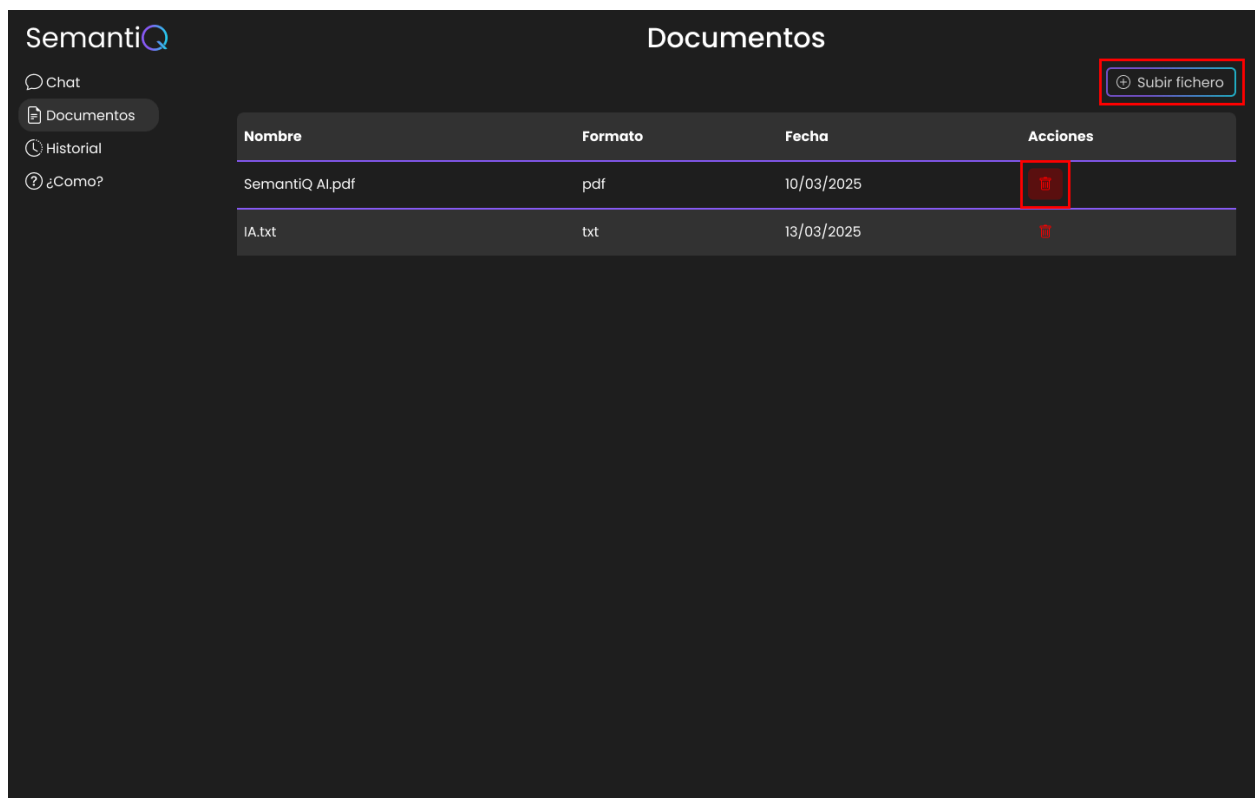 SemantiQ
Documentos
Chat
Documentos
Historial
¿Como?
Subir fichero
Nombre Formato Fecha Acciones
SemantiQ AI.pdf pdf 10/03/2025
IA.txt txt 13/03/2025